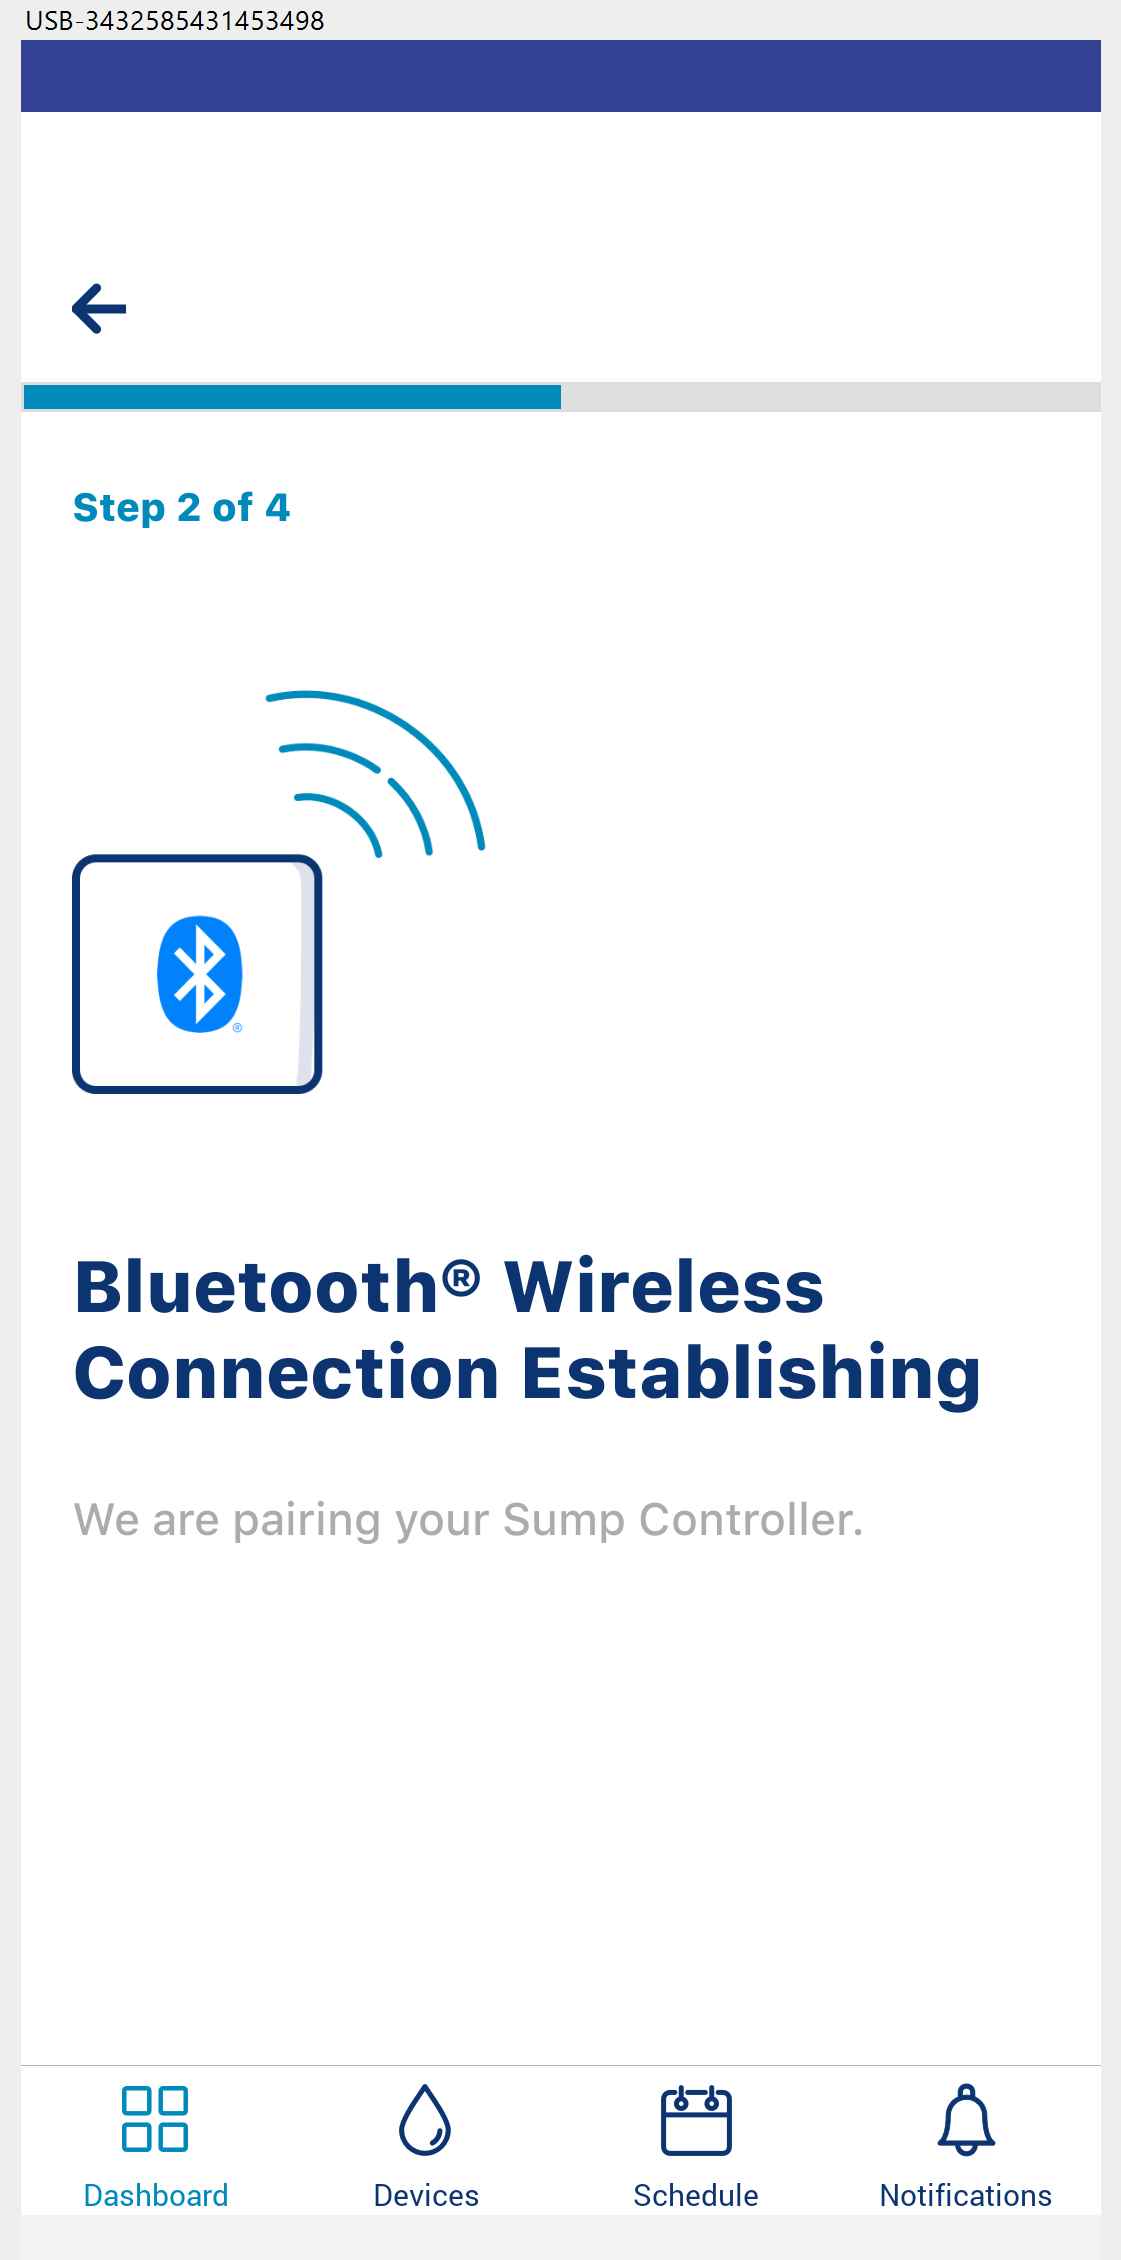 USB-3432585431453498
Step 2 of 4
®
Bluetooth® Wireless
Connection Establishing
We are pairing your Sump Controller.
Dashboard
Devices
Schedule
Notifications